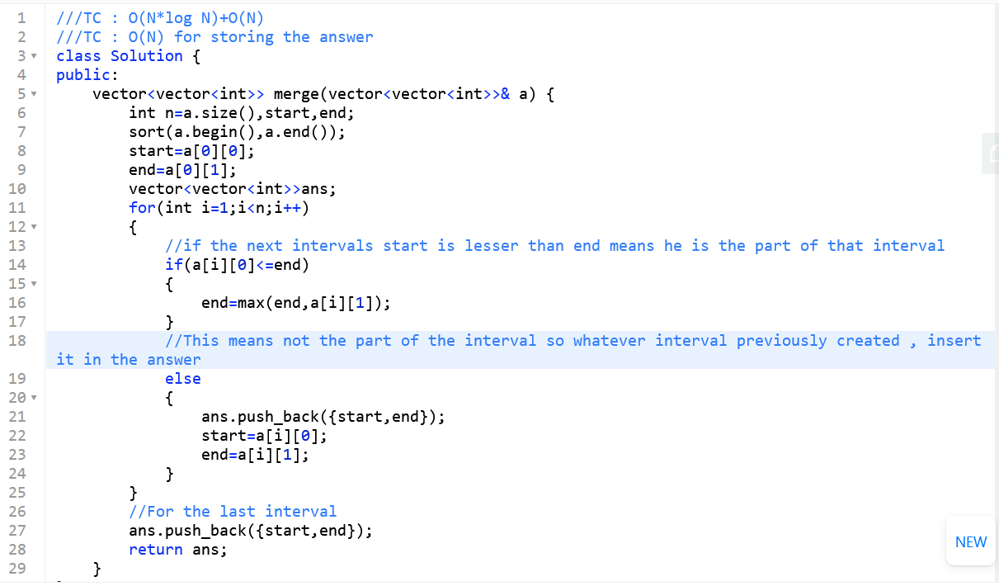 1 ///TC : O(N*log N)+O(N)
2 ///TC : O(N) for storing the answer
3 class Solution {
4 public:
5 vector<vector<int>> merge(vector<vector<int>>& a) {
6 int n=a.size(),start,end;
7 sort(a.begin(),a.end());
8 start=a[0][0];
9 end=a[0][1];
10 vector<vector<int>>ans;
11 for(int i=1;i<n;i++)
12 {
13 //if the next intervals start is lesser than end means he is the part of that interval
14 if(a[i][0]<=end)
15 {
16 end=max(end,a[i][1]);
17 }
18 //This means not the part of the interval so whatever interval previously created , insert
it in the answer
19 else
20 {
21 ans.push_back({start,end});
22 start=a[i][0];
23 end=a[i][1];
24 }
25 }
26 //For the last interval
27 ans.push_back({start,end});
28 return ans;
29 }
NEW